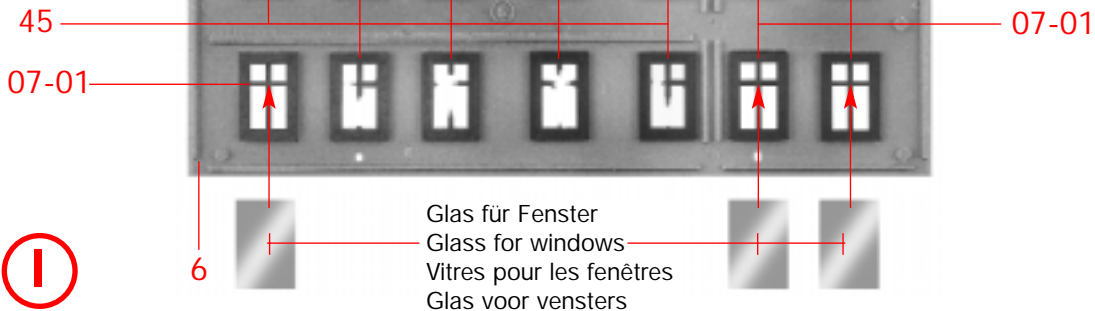 45
07-01
07-01
Glas für Fenster
Glass for windows
Vitres pour les fenêtres
Glas voor vensters
6
I